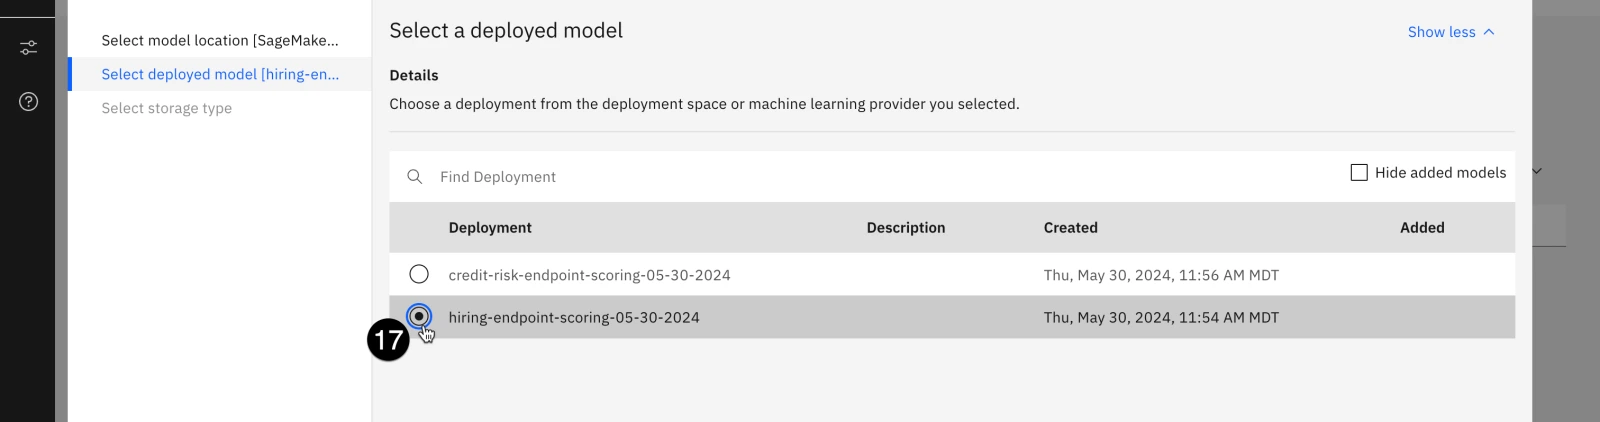 Select model location [SageMake...
Select deployed model [hiring-en...
Select storage type
Select a deployed model
Show less
Details
Choose a deployment from the deployment space or machine learning provider you selected.
Find Deployment
Hide added models
Deployment Description Created Added
credit-risk-endpoint-scoring-05-30-2024 Thu, May 30, 2024, 11:56 AM MDT
hiring-endpoint-scoring-05-30-2024 Thu, May 30, 2024, 11:54 AM MDT
17